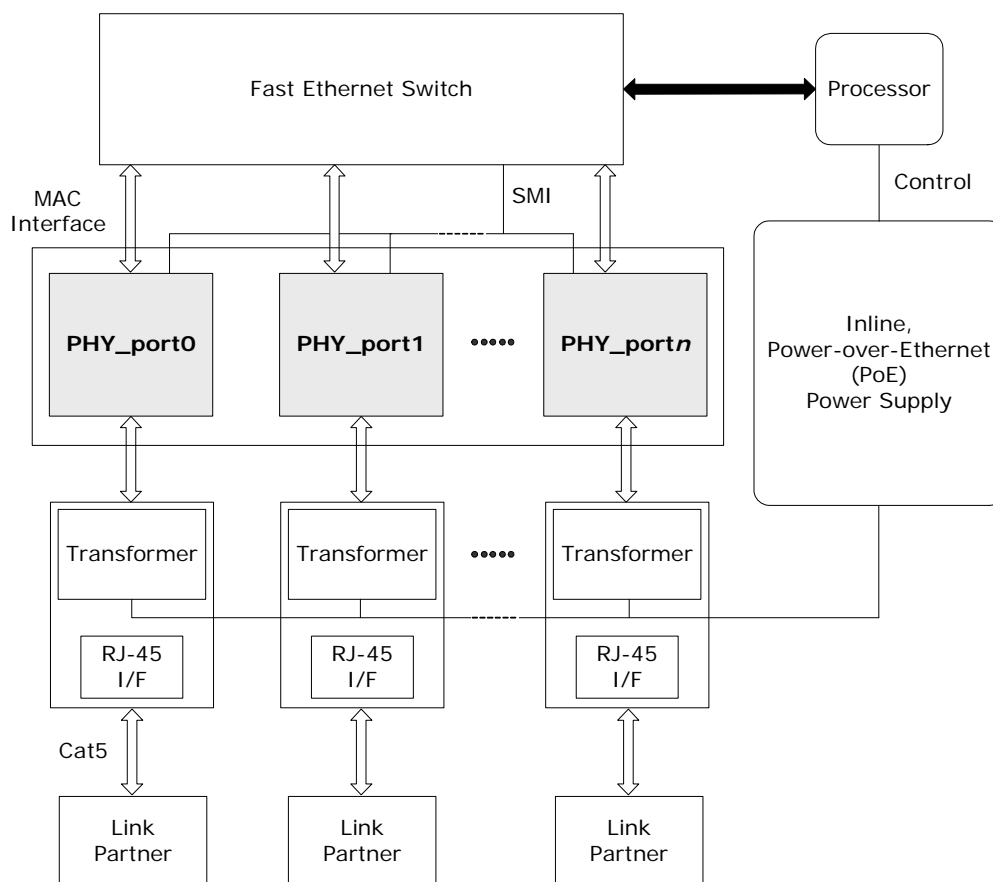 Fast Ethernet Switch
Processor
MAC
Interface
SMI
Control
PHY_port0
PHY_port1
PHY_portn
Inline,
Power-over-Ethernet
(PoE)
Power Supply
Transformer
Transformer
Transformer
RJ-45
I/F
RJ-45
I/F
RJ-45
I/F
Cat5
Link
Partner
Link
Partner
Link
Partner